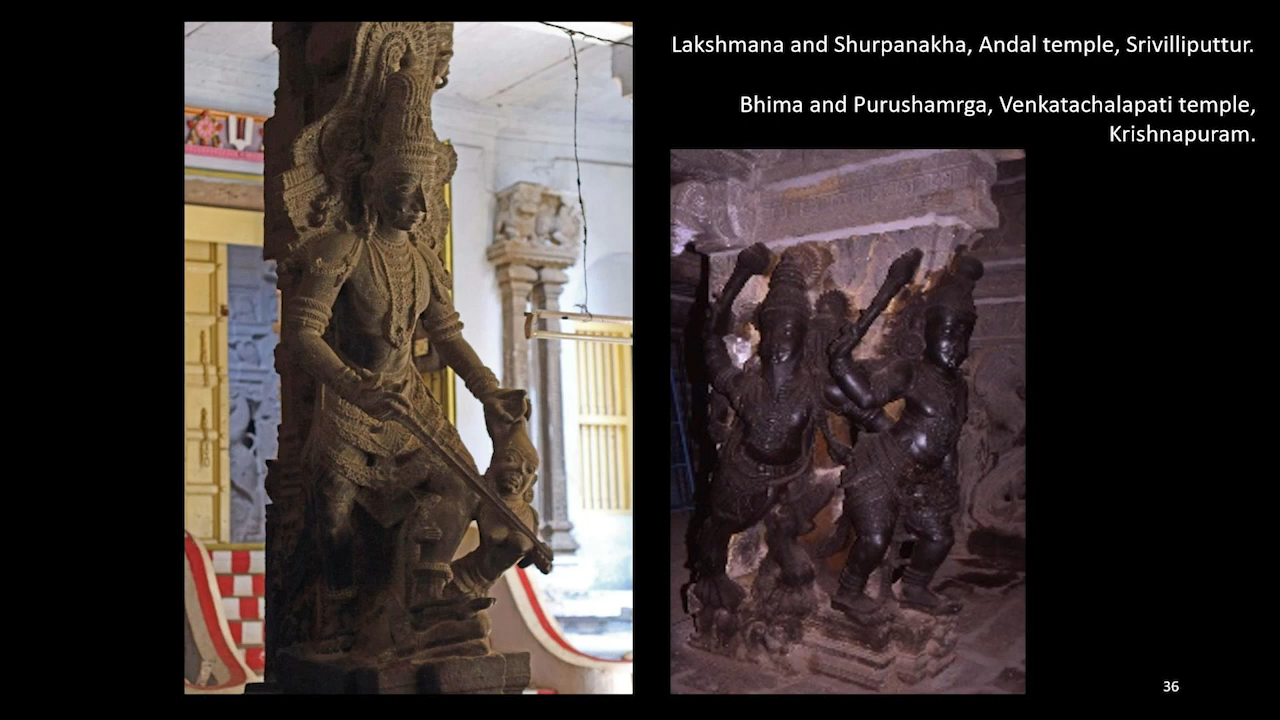 Lakshmana and Shurpanakha, Andal temple, Srivilliputtur.
Bhima and Purushamrga, Venkatachalapati temple,
Krishnapuram.
36